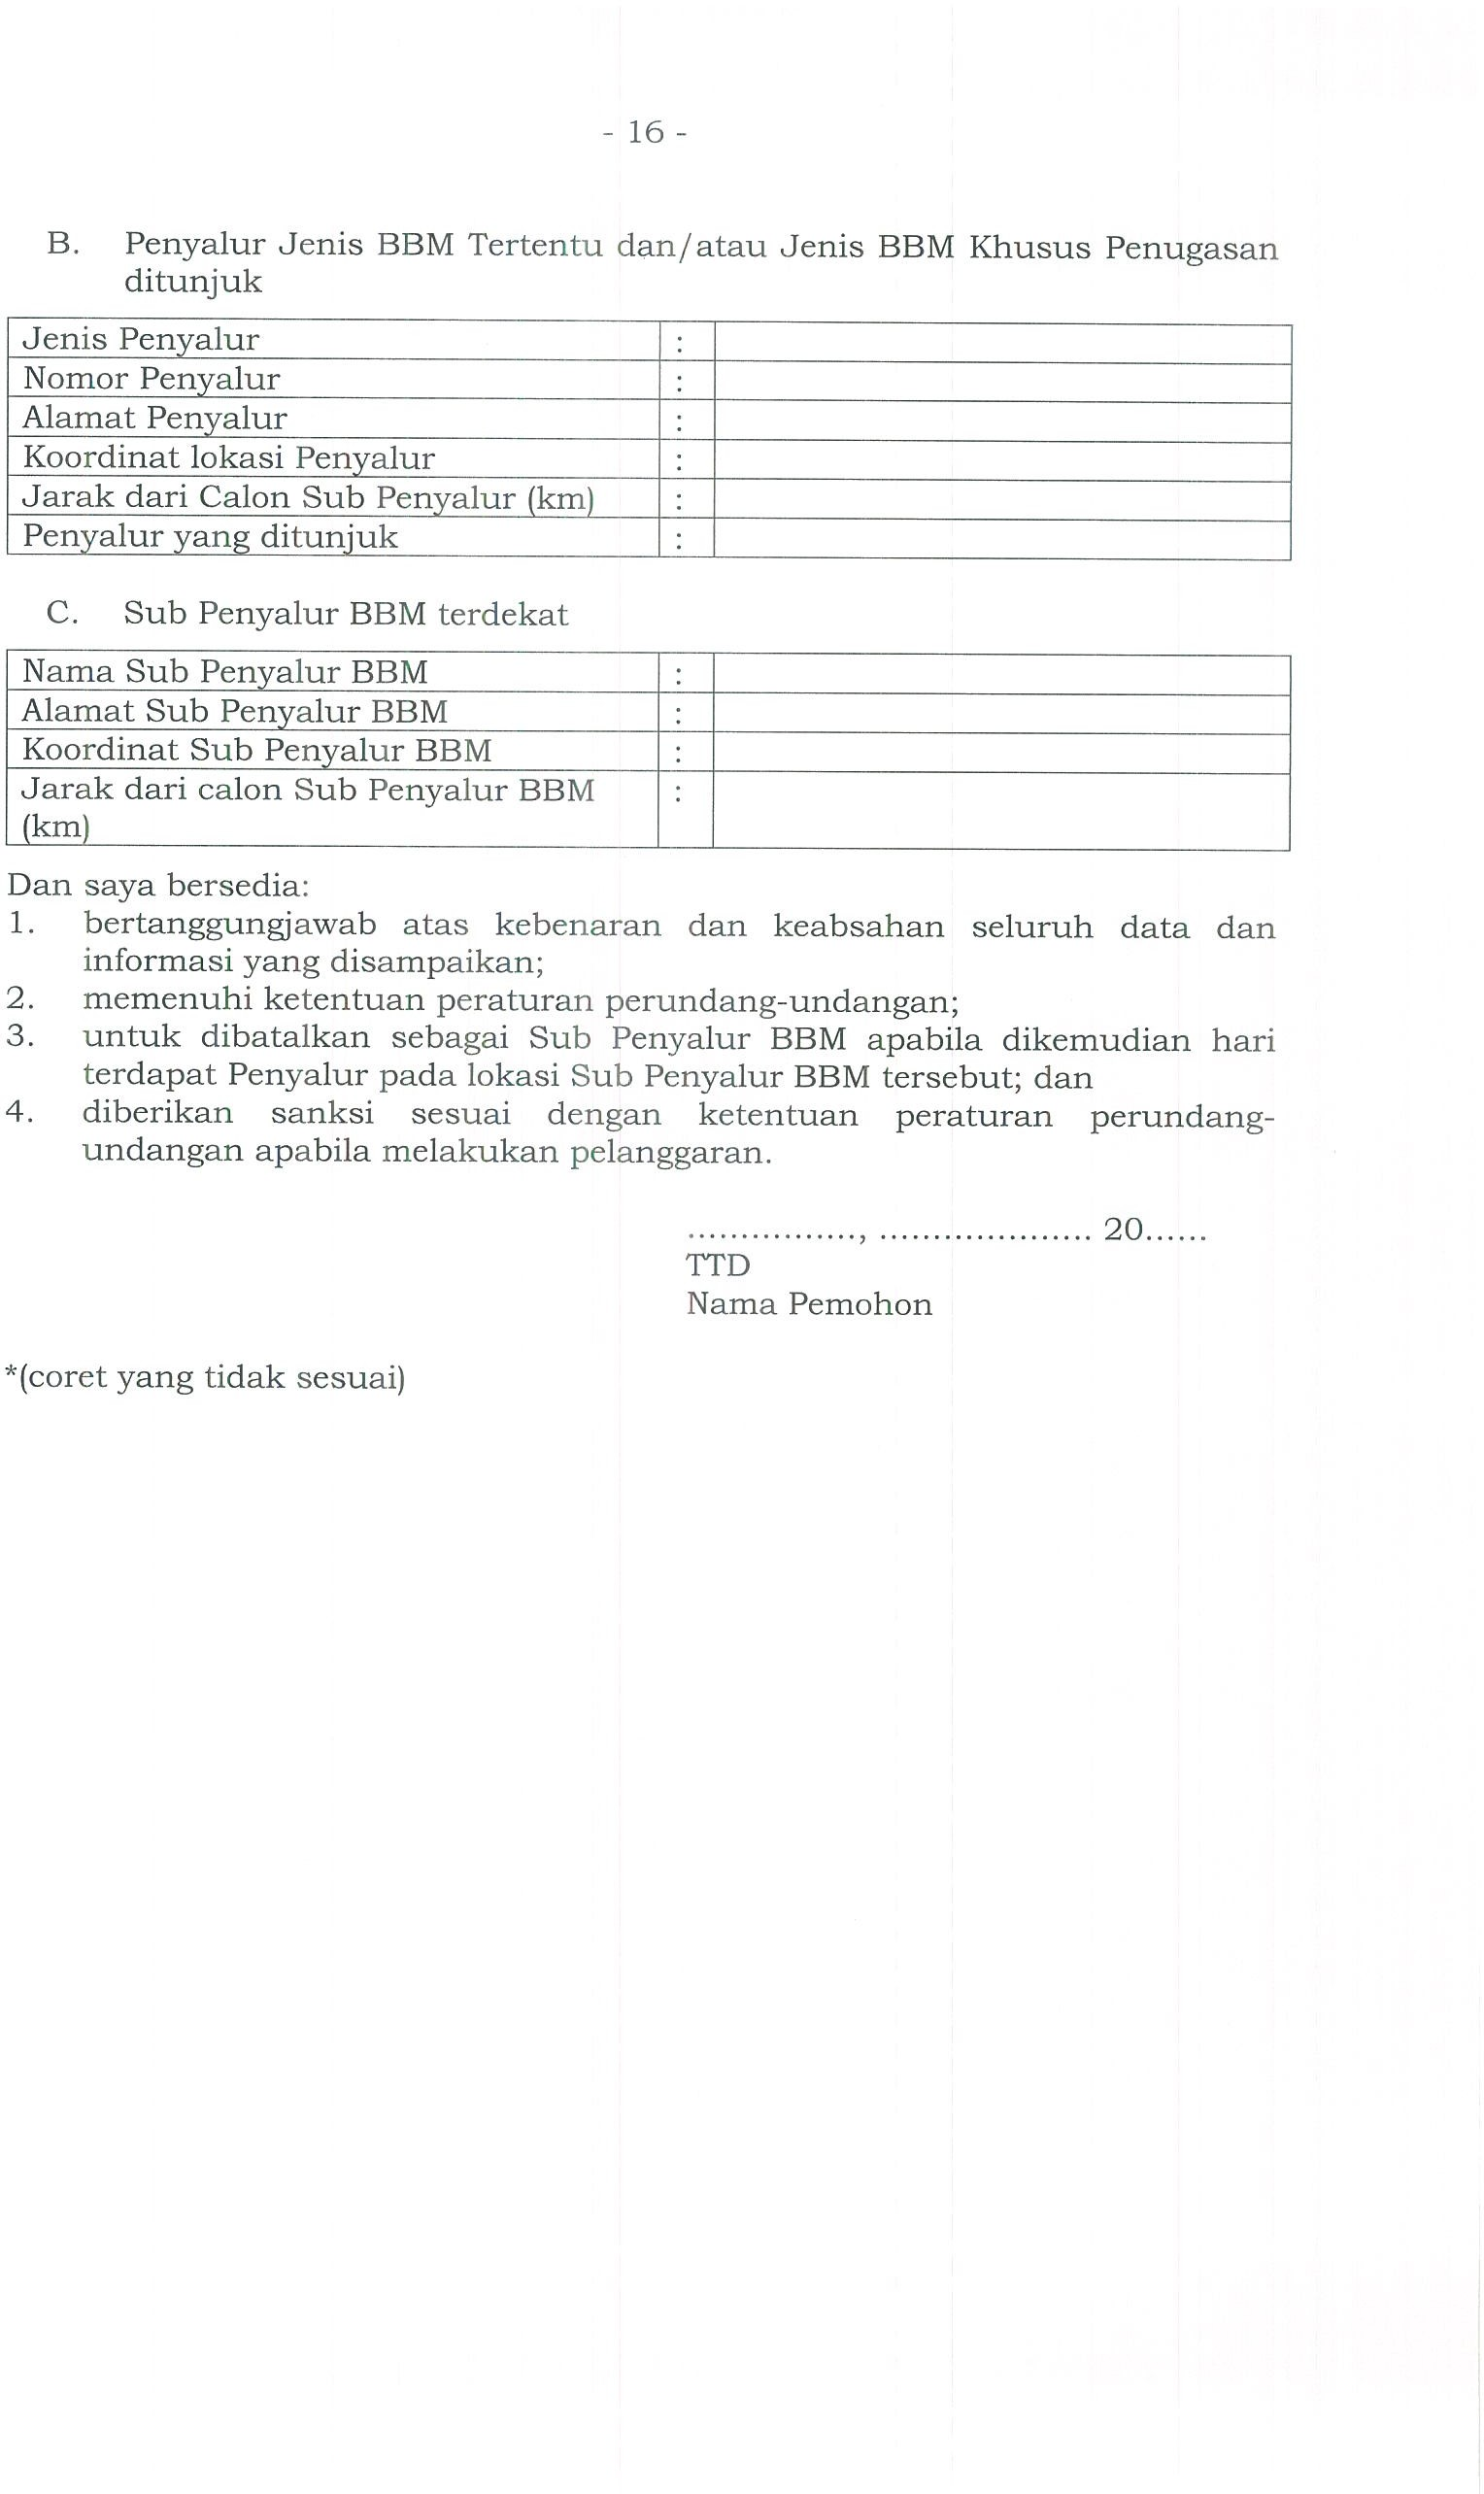 - 16 -
B. Penyalur Jenis BBM Tertentu dan/atau Jenis BBM Khusus Penugasan
ditunjuk
Jenis Penyalur :
Nomor Penyalur :
Alamat Penyalur :
Koordinat lokasi Penyalur :
Jarak dari Calon Sub Penyalur (km) :
Penyalur yang ditunjuk :
C. Sub Penyalur BBM terdekat
Nama Sub Penyalur BBM :
Alamat Sub Penyalur BBM :
Koordinat Sub Penyalur BBM :
Jarak dari calon Sub Penyalur BBM :
(km)
Dan saya bersedia:
1. bertanggungjawab atas kebenaran dan keabsahan seluruh data dan
informasi yang disampaikan;
2. memenuhi ketentuan peraturan perundang-undangan;
3. untuk dibatalkan sebagai Sub Penyalur BBM apabila dikemudian hari
terdapat Penyalur pada lokasi Sub Penyalur BBM tersebut; dan
4. diberikan sanksi sesuai dengan ketentuan peraturan perundang-
undangan apabila melakukan pelanggaran.
................, .................... 20......
TTD
Nama Pemohon
*(coret yang tidak sesuai)